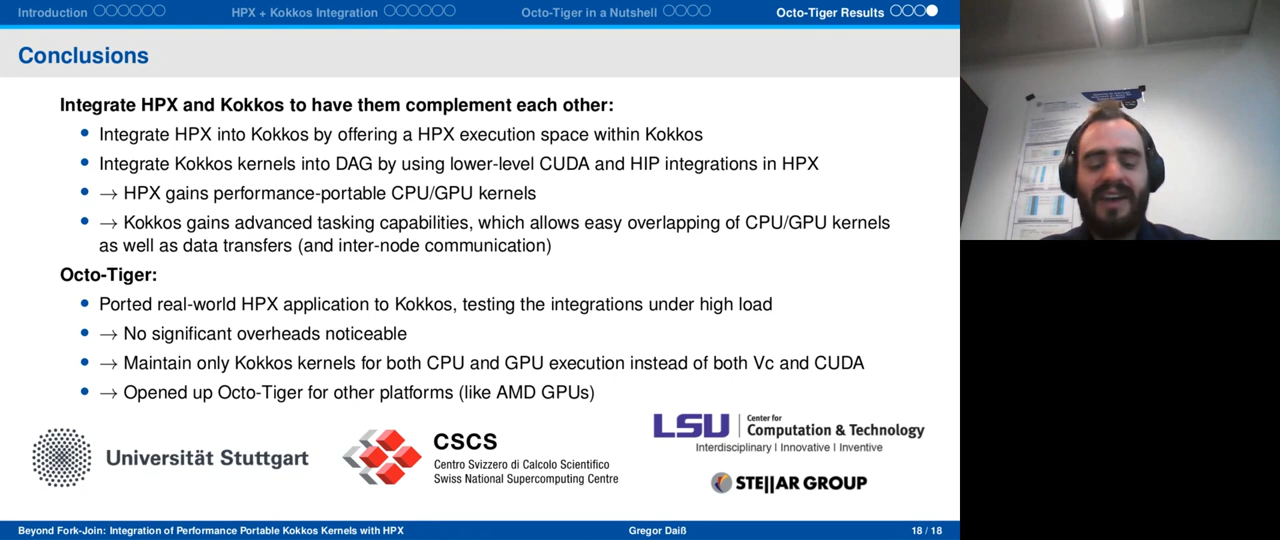 Introduction
HPX + Kokkos Integration
Octo-Tiger in a Nutshell
Octo-Tiger Results
Conclusions
Integrate HPX and Kokkos to have them complement each other:
Integrate HPX into Kokkos by offering a HPX execution space within Kokkos
Integrate Kokkos kernels into DAG by using lower-level CUDA and HIP integrations in HPX
→ HPX gains performance-portable CPU/GPU kernels
→ Kokkos gains advanced tasking capabilities, which allows easy overlapping of CPU/GPU kernels
as well as data transfers (and inter-node communication)
Octo-Tiger:
Ported real-world HPX application to Kokkos, testing the integrations under high load
→ No significant overheads noticeable
→ Maintain only Kokkos kernels for both CPU and GPU execution instead of both Vc and CUDA
→ Opened up Octo-Tiger for other platforms (like AMD GPUs)
Universität Stuttgart
CSCS
Centro Svizzero di Calcolo Scientifico
Swiss National Supercomputing Centre
LSU
Center for
Computation & Technology
Interdisciplinary | Innovative | Inventive
STE||AR GROUP
Beyond Fork-Join: Integration of Performance Portable Kokkos Kernels with HPX
Gregor Daiß
18 / 18